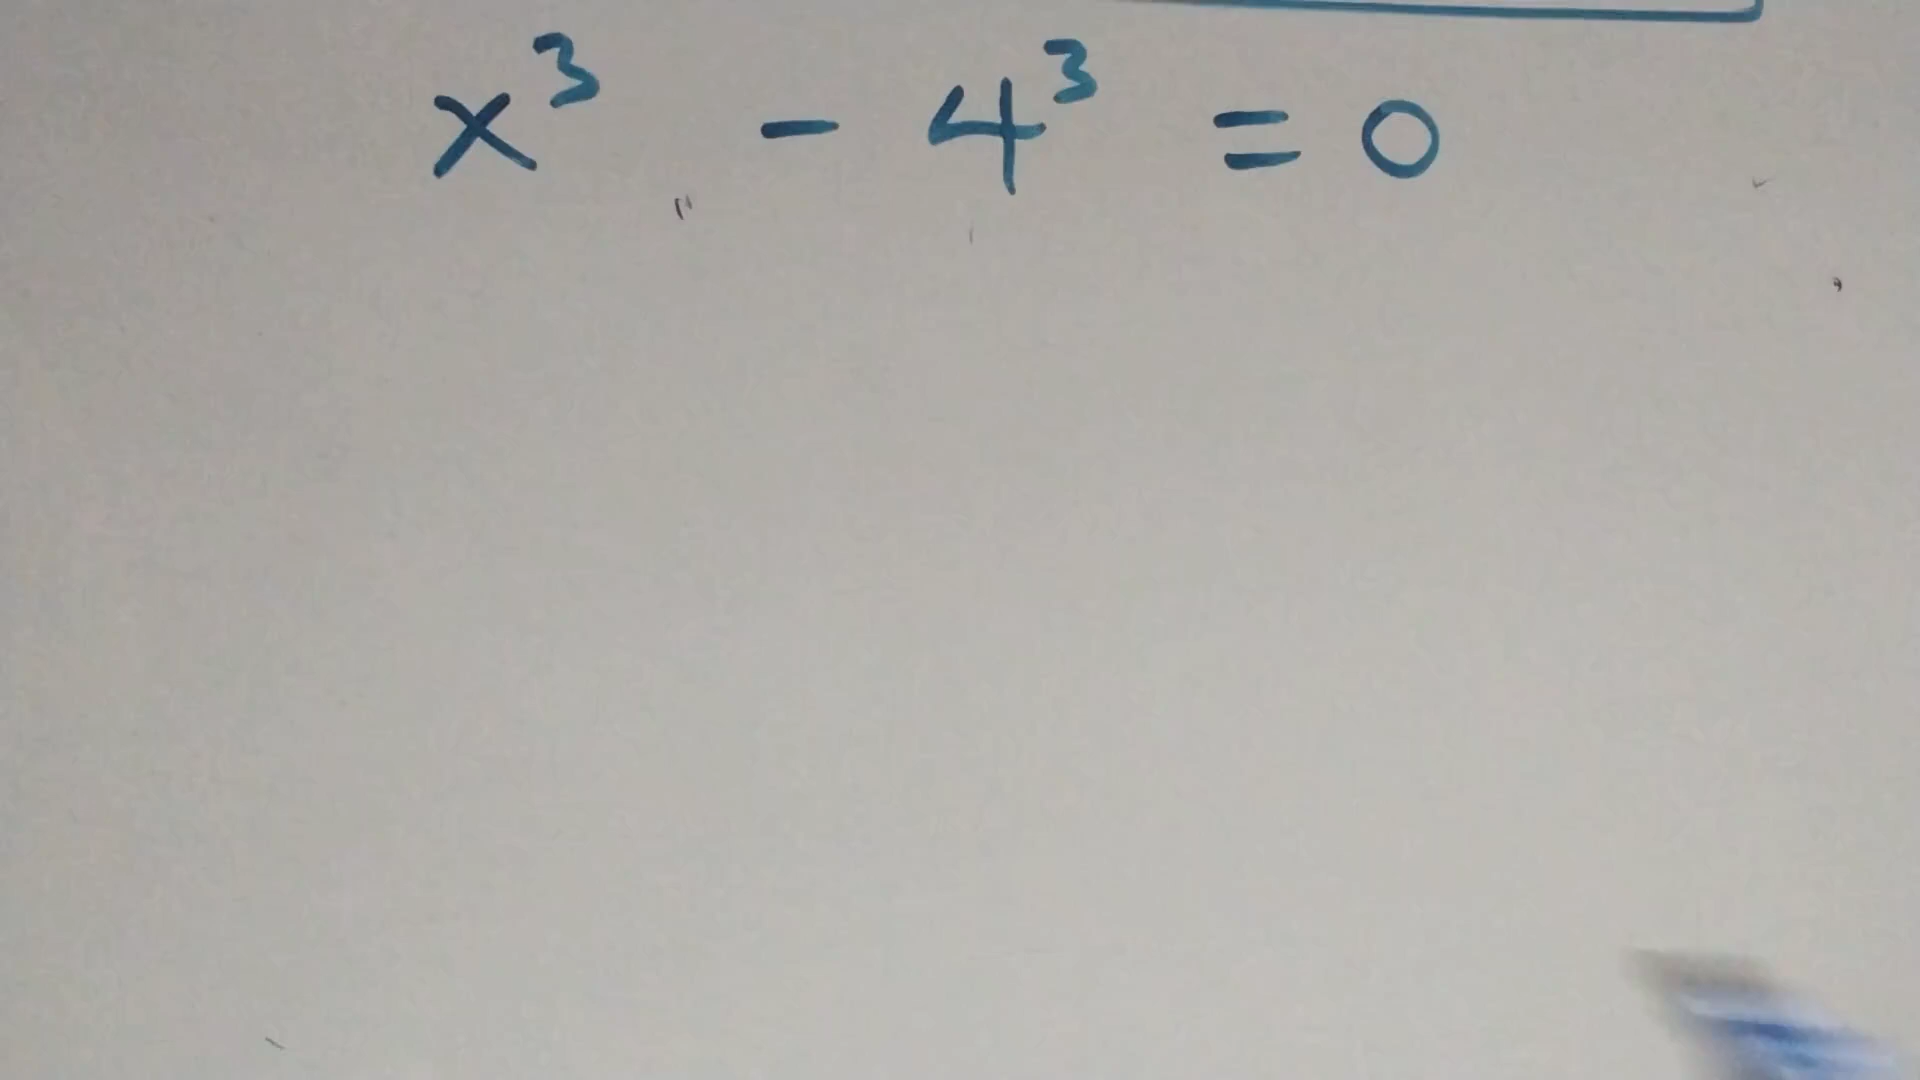 x³ - 4³ = 0